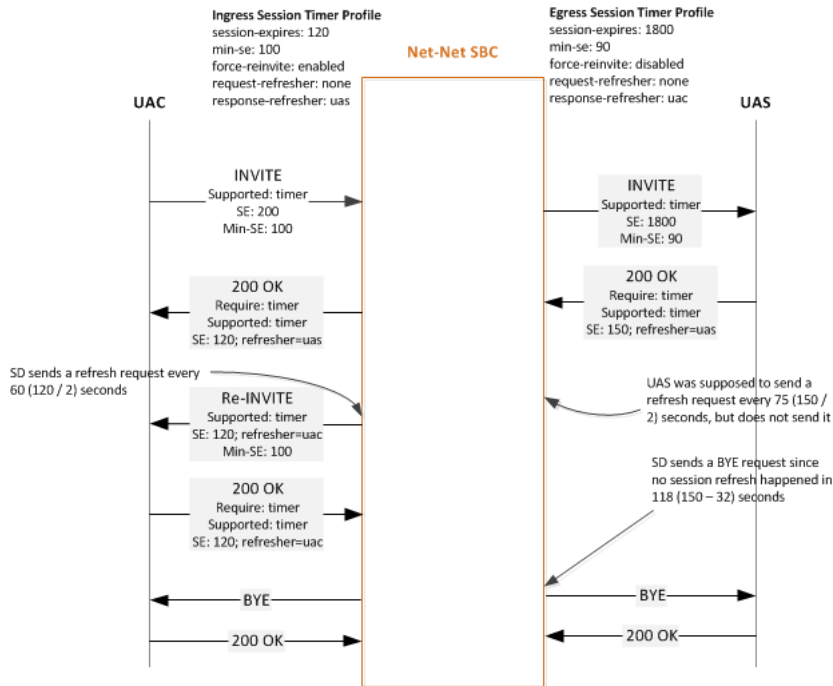 Ingress Session Timer Profile
session-expires: 120
min-se: 100
force-reinvite: enabled
request-refresher: none
response-refresher: uas
Net-Net SBC
Egress Session Timer Profile
session-expires: 1800
min-se: 90
force-reinvite: disabled
request-refresher: none
response-refresher: uac
UAC
UAS
INVITE
Supported: timer
SE: 200
Min-SE: 100
INVITE
Supported: timer
SE: 1800
Min-SE: 90
200 OK
Require: timer
Supported: timer
SE: 120; refresher=uas
200 OK
Require: timer
Supported: timer
SE: 150; refresher=uas
SD sends a refresh request every
60 (120 / 2) seconds
UAS was supposed to send a
refresh request every 75 (150 /
2) seconds, but does not send it
Re-INVITE
Supported: timer
SE: 120; refresher=uac
Min-SE: 100
SD sends a BYE request since
no session refresh happened in
118 (150 – 32) seconds
200 OK
Require: timer
Supported: timer
SE: 120; refresher=uac
BYE
BYE
200 OK
200 OK